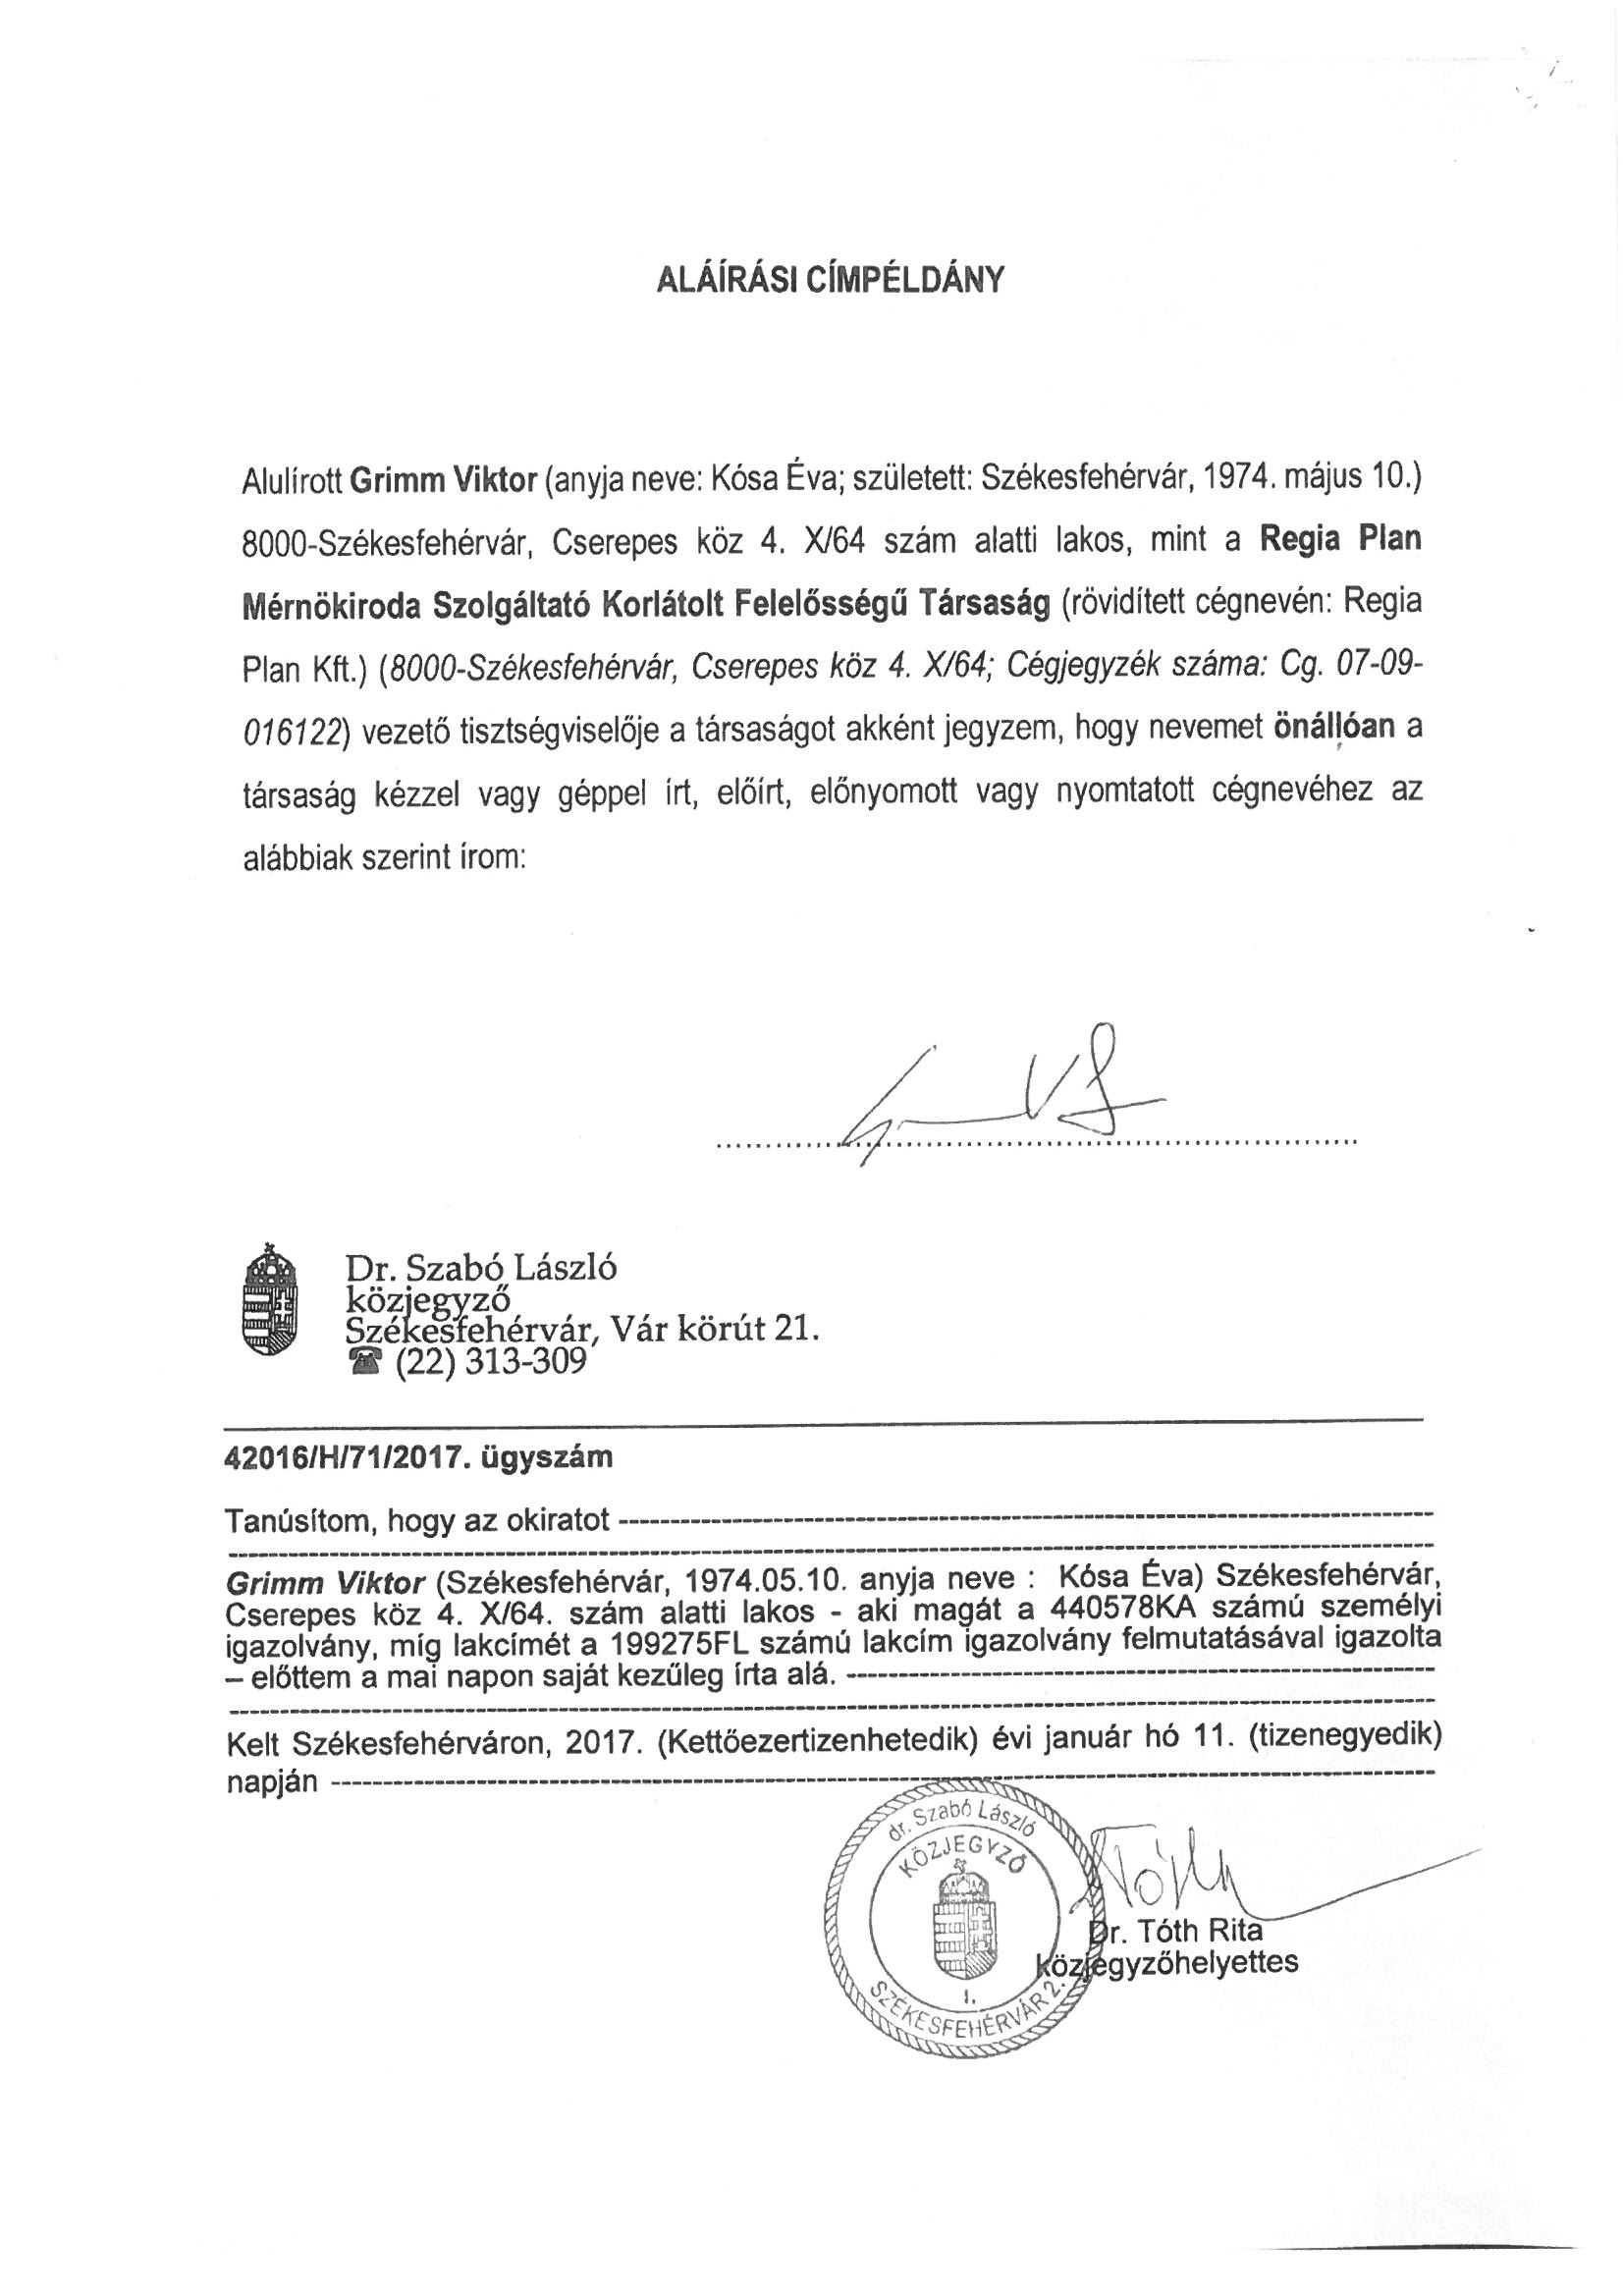 ALÁÍRÁSI CÍMPÉLDÁNY
Alulírott Grimm Viktor (anyja neve: Kósa Éva; született: Székesfehérvár, 1974. május 10.)
8000-Székesfehérvár, Cserepes köz 4. X/64 szám alatti lakos, mint a Regia Plan
Mérnökiroda Szolgáltató Korlátolt Felelősségű Társaság (rövidített cégnevén: Regia
Plan Kft.) (8000-Székesfehérvár, Cserepes köz 4. X/64; Cégjegyzék száma: Cg. 07-09-
016122) vezető tisztségviselője a társaságot akként jegyzem, hogy nevemet önállóan a
társaság kézzel vagy géppel írt, előírt, előnyomott vagy nyomtatott cégnevéhez az
alábbiak szerint írom:
Dr. Szabó László
közjegyző
Székesfehérvár, Vár körút 21.
☎ (22) 313-309
42016/H/71/2017. ügyszám
Tanúsítom, hogy az okiratot
Grimm Viktor (Székesfehérvár, 1974.05.10. anyja neve : Kósa Éva) Székesfehérvár,
Cserepes köz 4. X/64. szám alatti lakos - aki magát a 440578KA számú személyi
igazolvány, míg lakcímét a 199275FL számú lakcím igazolvány felmutatásával igazolta
– előttem a mai napon saját kezűleg írta alá.
Kelt Székesfehérváron, 2017. (Kettőezertizenhetedik) évi január hó 11. (tizenegyedik)
napján
dr. Szabó László
KÖZJEGYZŐ
1.
SZÉKESFEHÉRVÁR 2.
Tóth
Dr. Tóth Rita
közjegyzőhelyettes